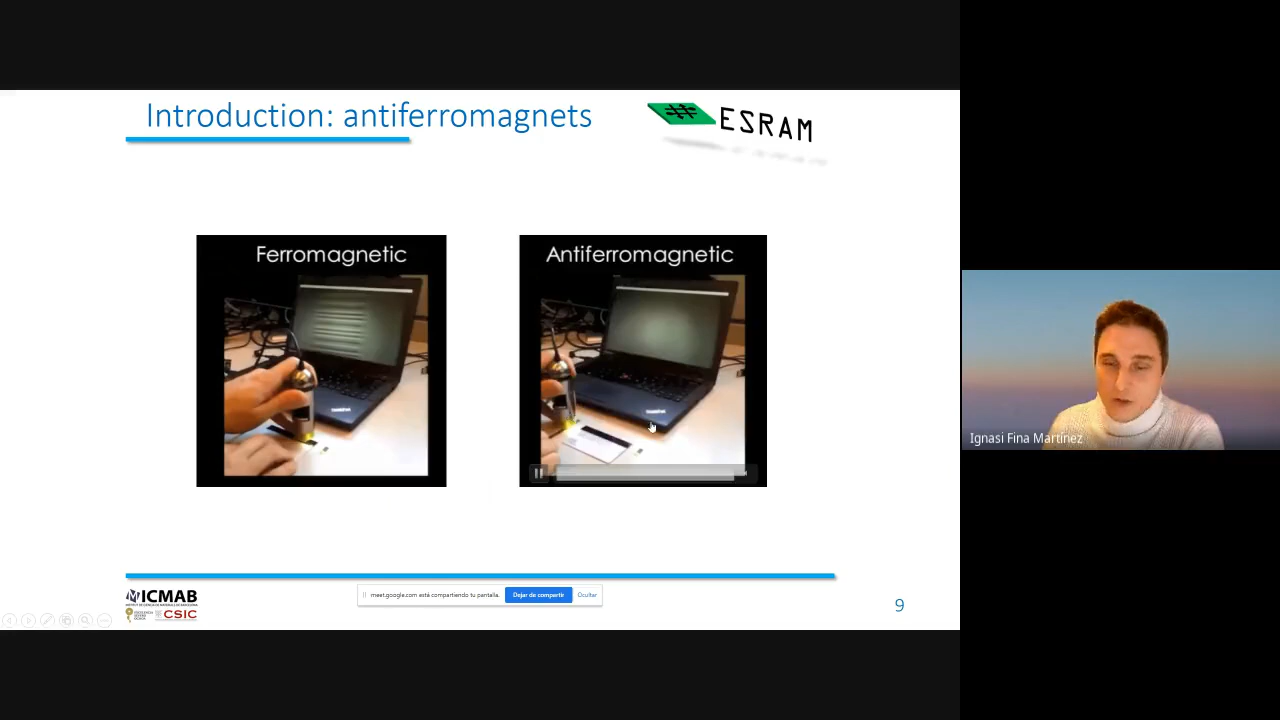 Introduction: antiferromagnets
ESRAM
Ferromagnetic
Antiferromagnetic
Ignasi Fina Martínez
meet.google.com está compartiendo tu pantalla.
Dejar de compartir
Ocultar
ICMAB
CSIC
9